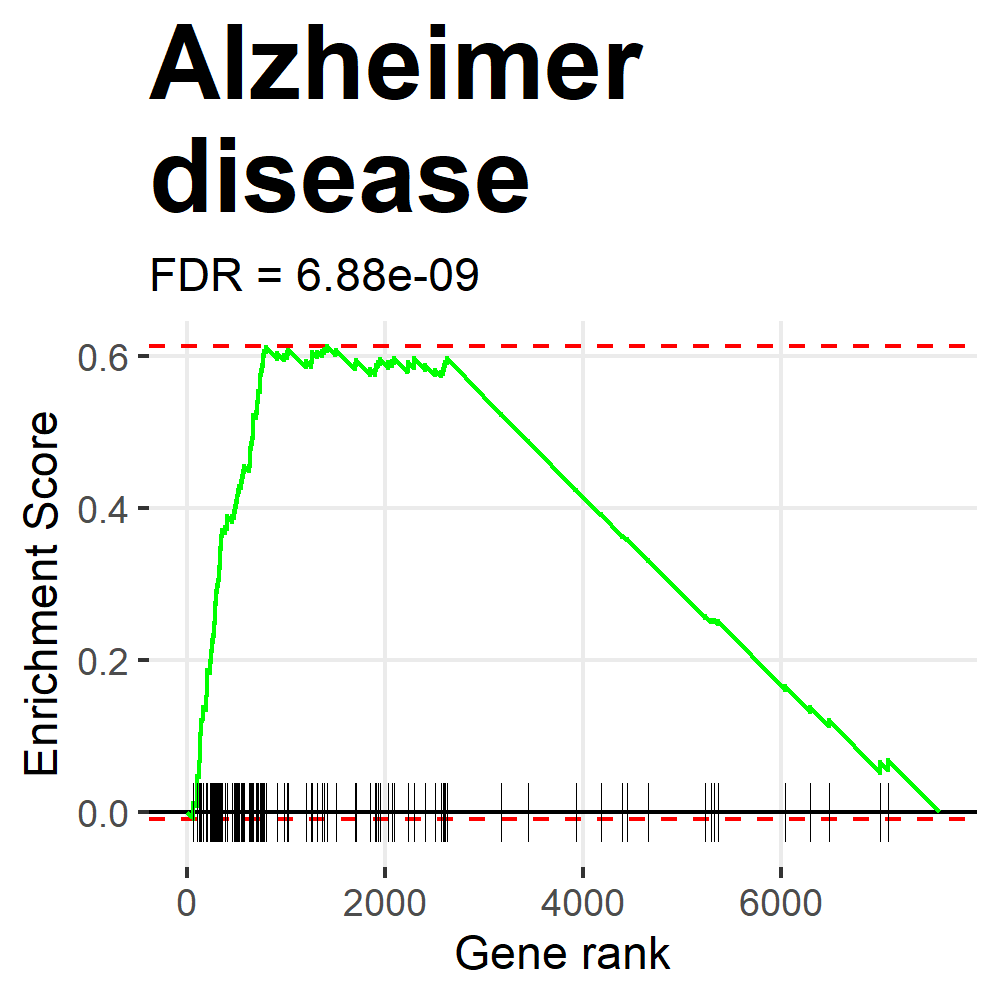 Alzheimer
disease
FDR = 6.88e-09
Enrichment Score
0.6
0.4
0.2
0.0
0 2000 4000 6000
Gene rank